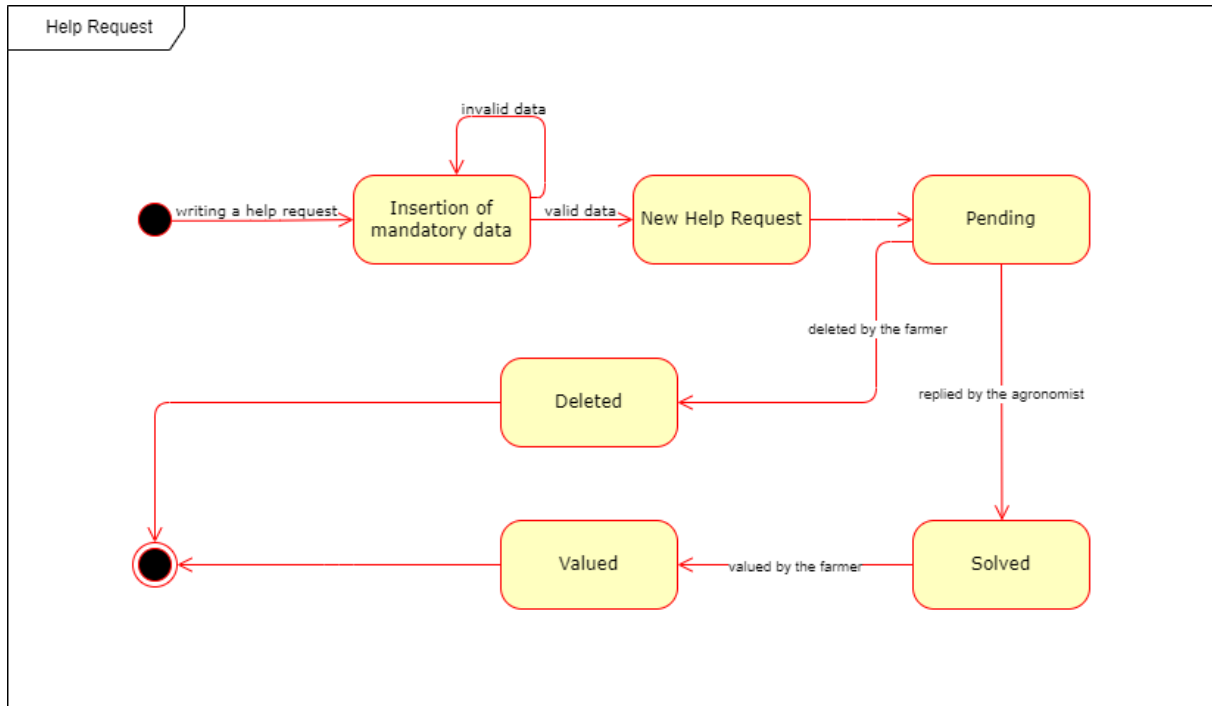 Help Request
invalid data
writing a help request
Insertion of
mandatory data
valid data
New Help Request
Pending
deleted by the farmer
Deleted
replied by the agronomist
Valued
valued by the farmer
Solved